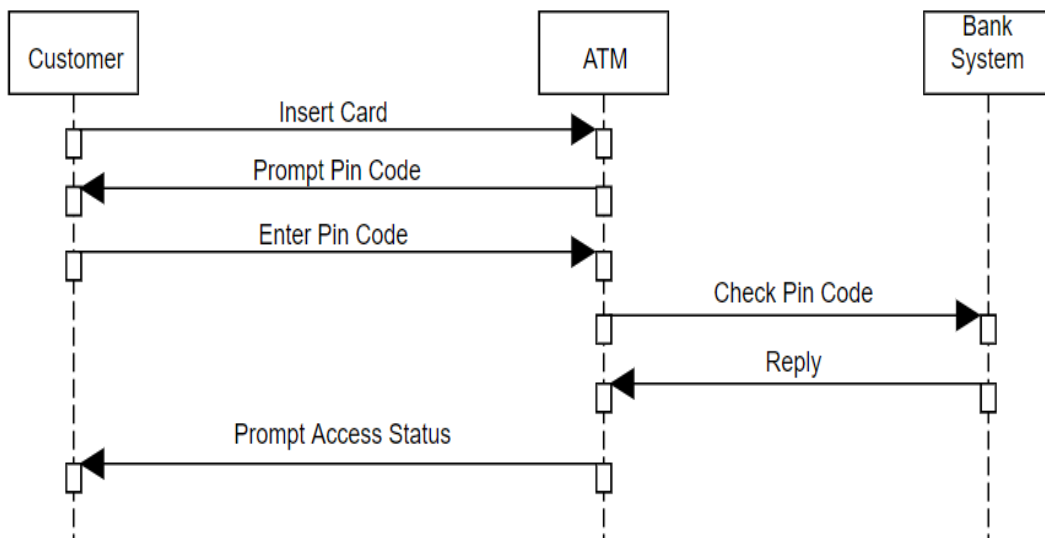 Customer
ATM
Bank
System
Insert Card
Prompt Pin Code
Enter Pin Code
Check Pin Code
Reply
Prompt Access Status